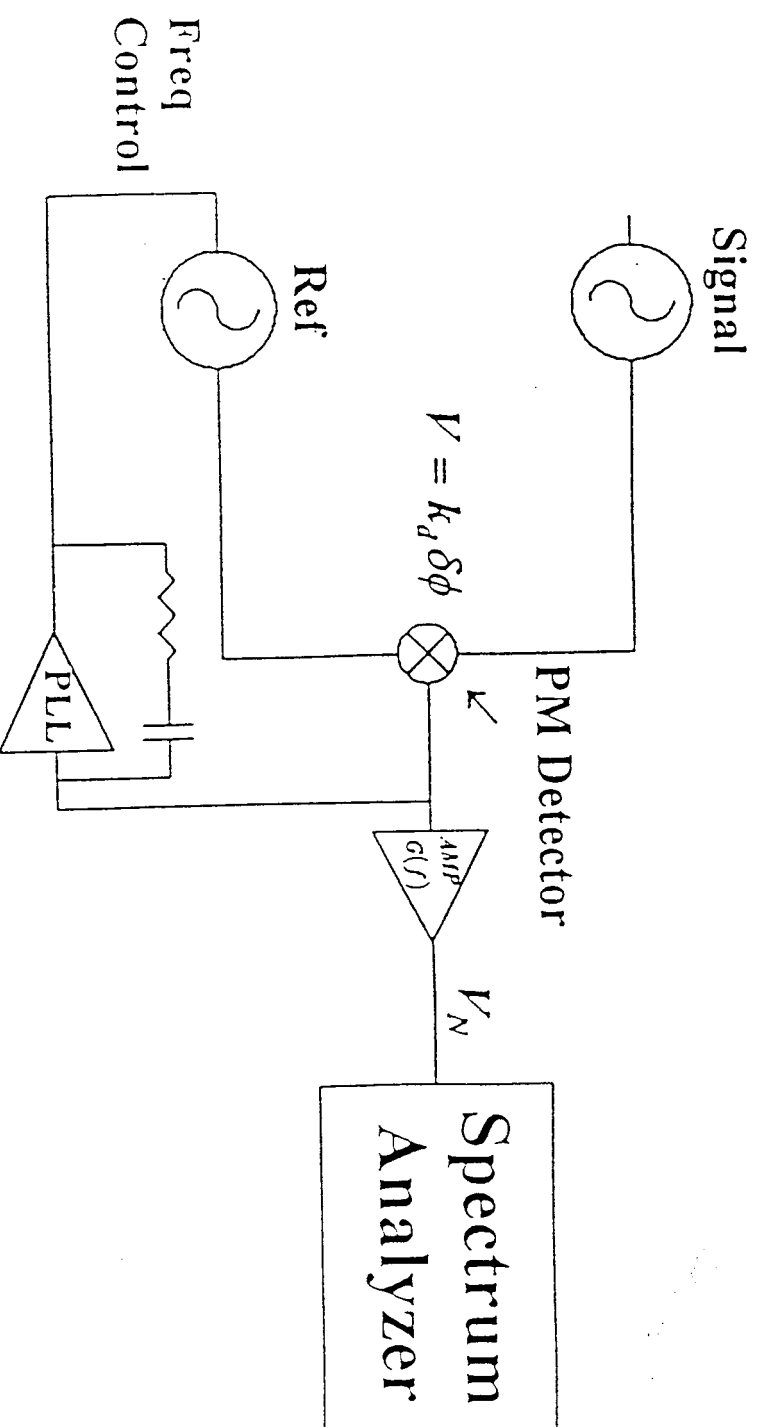 Signal
Ref
Freq
Control
V = k_d δφ
PM Detector
PLL
AMP
G(f)
V_N
Spectrum
Analyzer